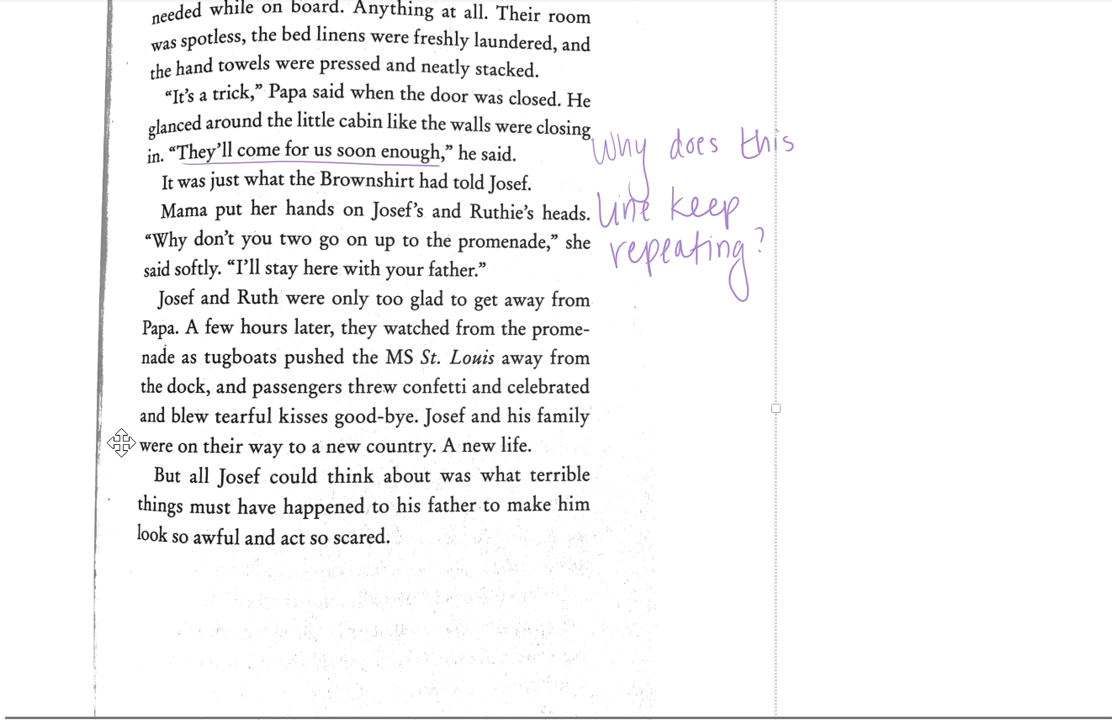 needed while on board. Anything at all. Their room
was spotless, the bed linens were freshly laundered, and
the hand towels were pressed and neatly stacked.
“It’s a trick,” Papa said when the door was closed. He
glanced around the little cabin like the walls were closing
in. “They’ll come for us soon enough,” he said.
It was just what the Brownshirt had told Josef.
Mama put her hands on Josef’s and Ruthie’s heads.
“Why don’t you two go on up to the promenade,” she
said softly. “I’ll stay here with your father.”
Josef and Ruth were only too glad to get away from
Papa. A few hours later, they watched from the prome-
nade as tugboats pushed the MS St. Louis away from
the dock, and passengers threw confetti and celebrated
and blew tearful kisses good-bye. Josef and his family
were on their way to a new country. A new life.
But all Josef could think about was what terrible
things must have happened to his father to make him
look so awful and act so scared.
Why does this
line keep
repeating?